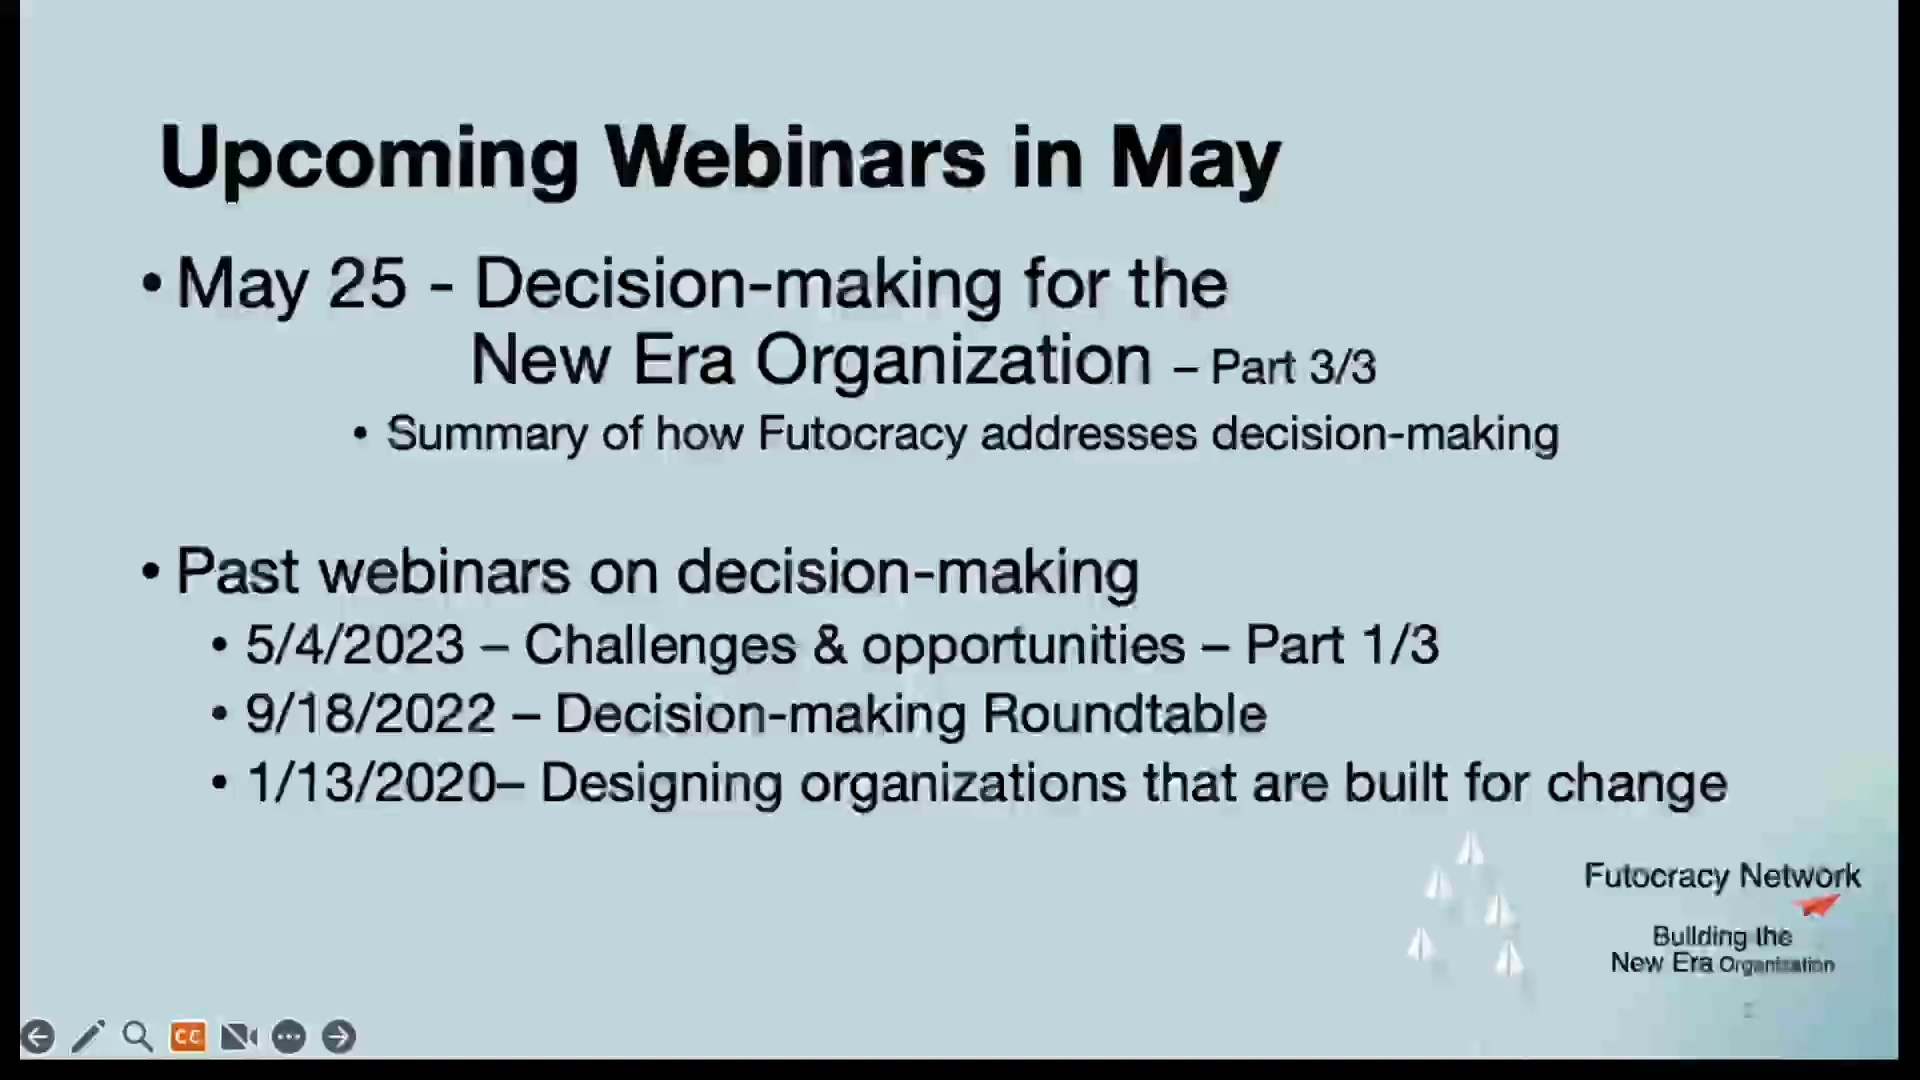 Upcoming Webinars in May
• May 25 - Decision-making for the
New Era Organization – Part 3/3
• Summary of how Futocracy addresses decision-making
• Past webinars on decision-making
• 5/4/2023 – Challenges & opportunities – Part 1/3
• 9/18/2022 – Decision-making Roundtable
• 1/13/2020– Designing organizations that are built for change
Futocracy Network
Building the
New Era Organization
CC